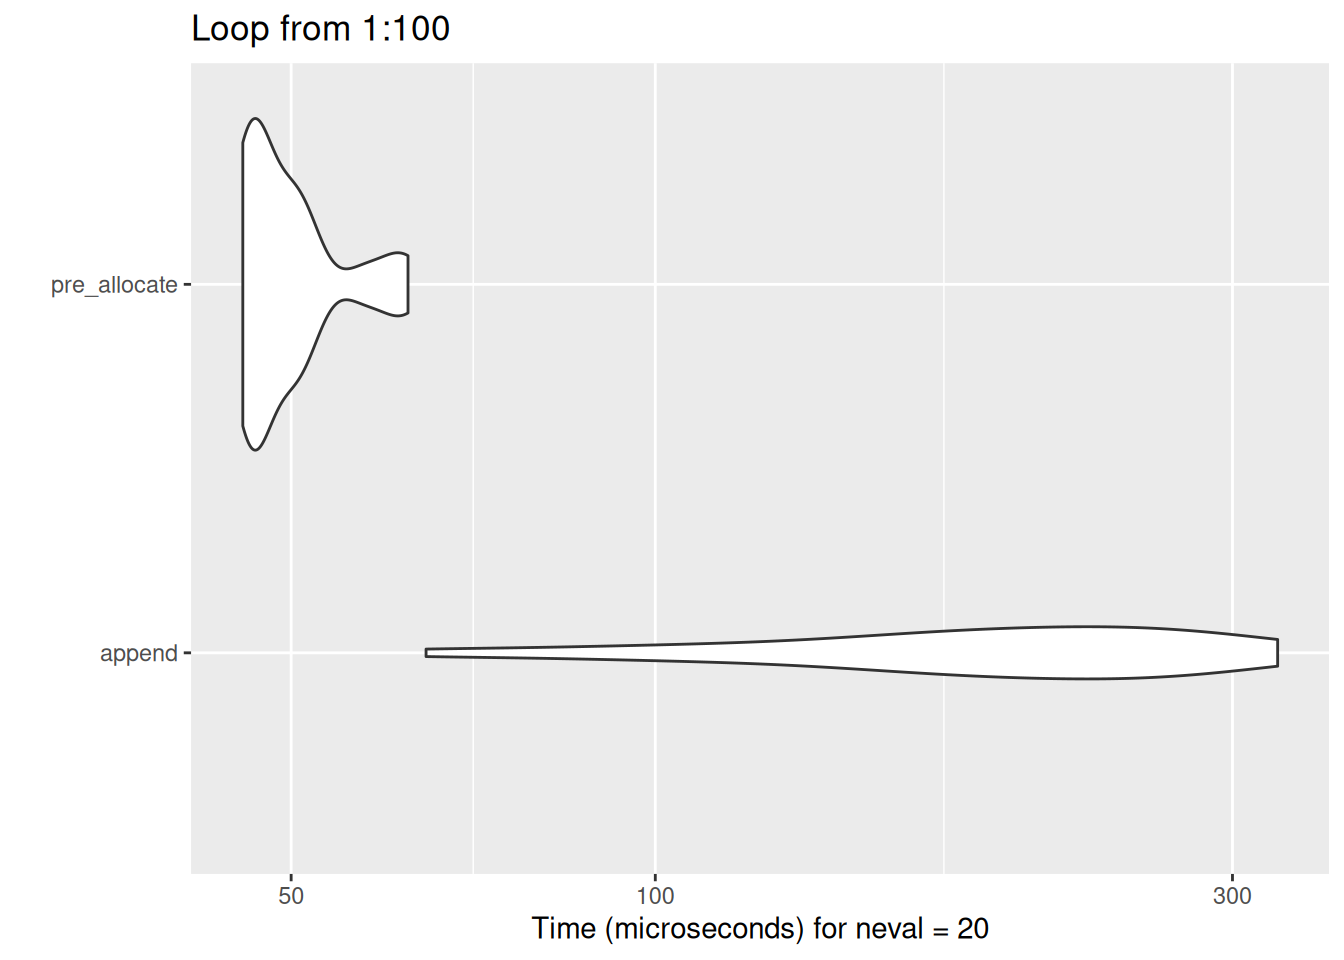 Loop from 1:100
pre_allocate
append
50 100 300
Time (microseconds) for neval = 20